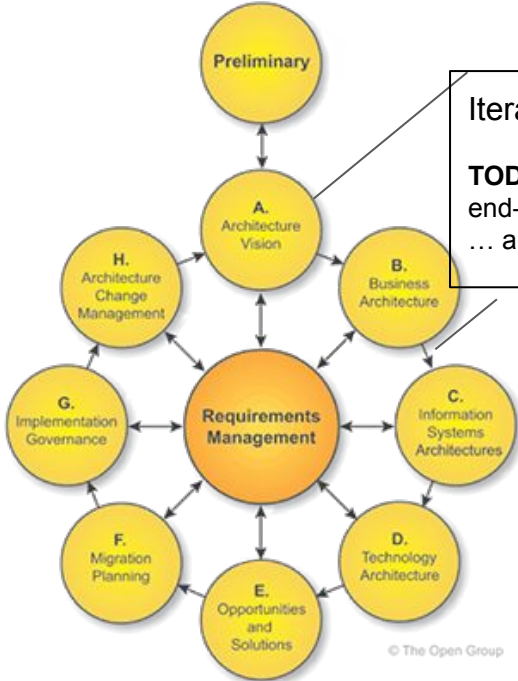 Preliminary
A.
Architecture
Vision
Itera
TOD
end-
… a
B.
Business
Architecture
H.
Architecture
Change
Management
C.
Information
Systems
Architectures
G.
Implementation
Governance
Requirements
Management
D.
Technology
Architecture
F.
Migration
Planning
E.
Opportunities
and
Solutions
© The Open Group